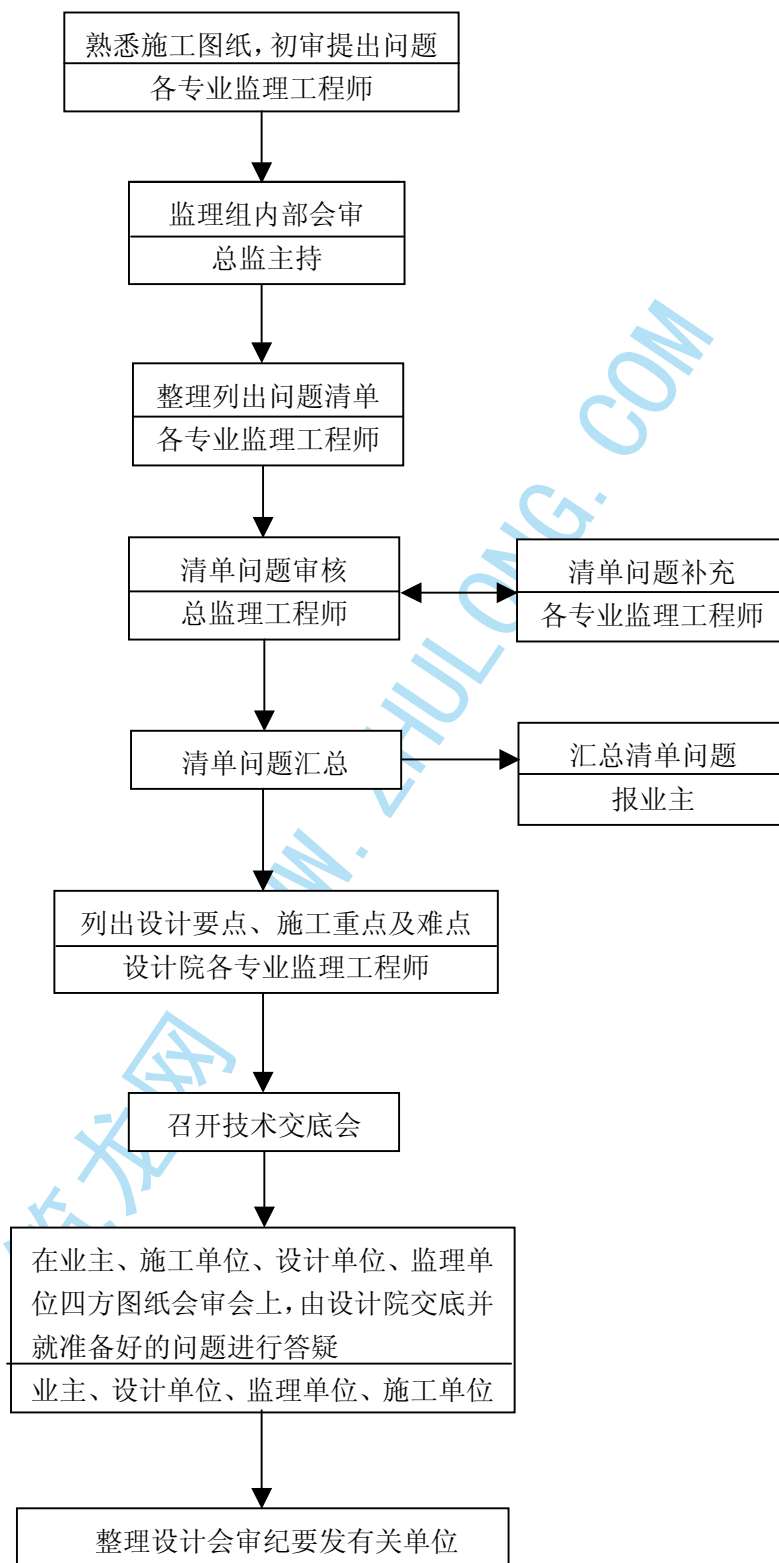 熟悉施工图纸,初审提出问题
各专业监理工程师
监理组内部会审
总监主持
整理列出问题清单
各专业监理工程师
清单问题审核
总监理工程师
清单问题补充
各专业监理工程师
清单问题汇总
汇总清单问题
报业主
列出设计要点、施工重点及难点
设计院各专业监理工程师
召开技术交底会
在业主、施工单位、设计单位、监理单
位四方图纸会审会上,由设计院交底并
就准备好的问题进行答疑
业主、设计单位、监理单位、施工单位
整理设计会审纪要发有关单位
筑龙网 WWW.ZHULONG.COM